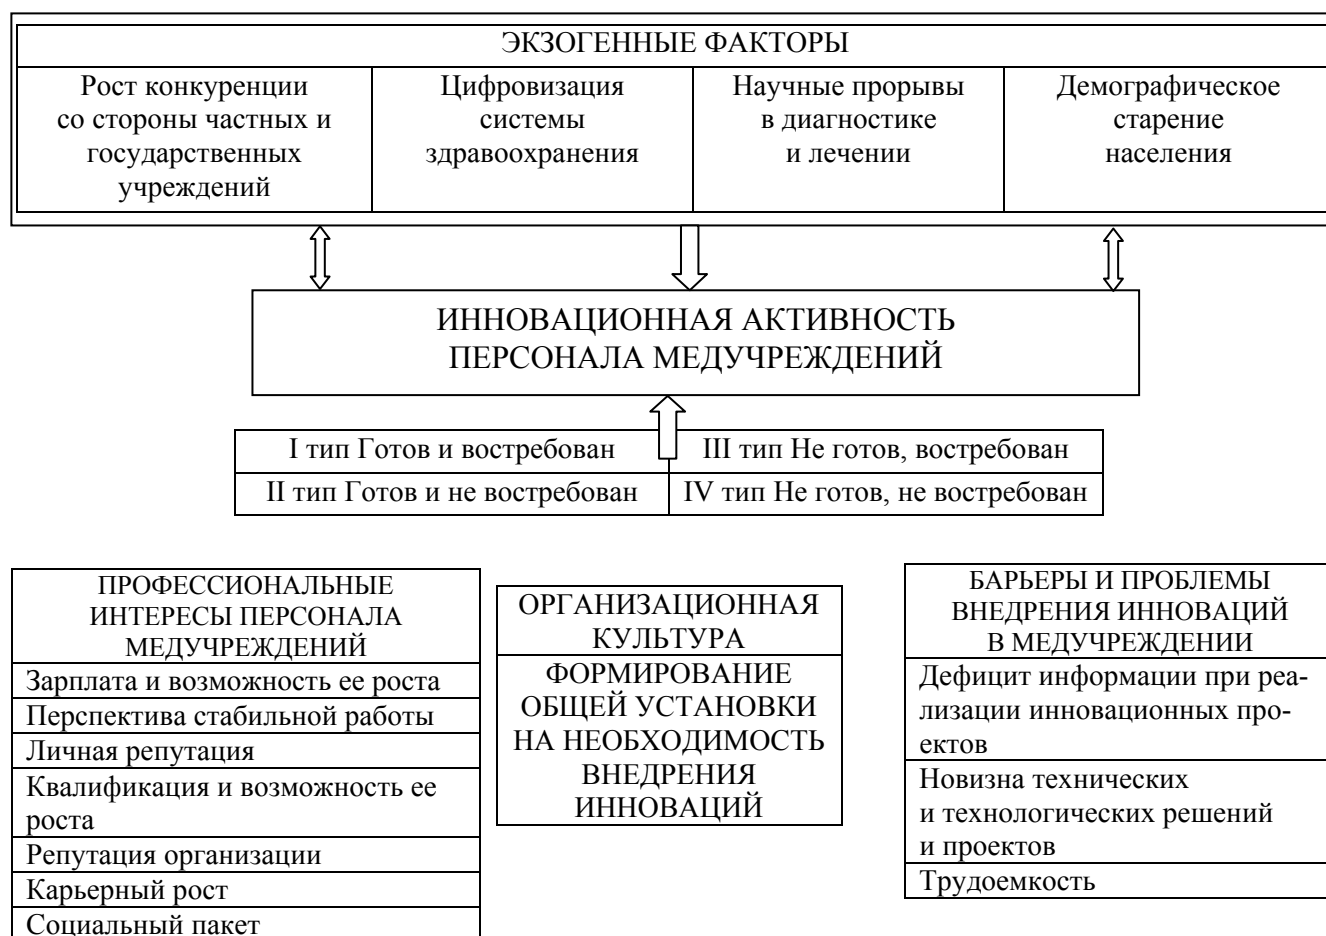 ЭКЗОГЕННЫЕ ФАКТОРЫ
Рост конкуренции
со стороны частных и
государственных
учреждений
Цифровизация
системы
здравоохранения
Научные прорывы
в диагностике
и лечении
Демографическое
старение
населения
ИННОВАЦИОННАЯ АКТИВНОСТЬ
ПЕРСОНАЛА МЕДУЧРЕЖДЕНИЙ
I тип Готов и востребован
III тип Не готов, востребован
II тип Готов и не востребован
IV тип Не готов, не востребован
ПРОФЕССИОНАЛЬНЫЕ
ИНТЕРЕСЫ ПЕРСОНАЛА
МЕДУЧРЕЖДЕНИЙ
Зарплата и возможность ее роста
Перспектива стабильной работы
Личная репутация
Квалификация и возможность ее
роста
Репутация организации
Карьерный рост
Социальный пакет
ОРГАНИЗАЦИОННАЯ
КУЛЬТУРА
ФОРМИРОВАНИЕ
ОБЩЕЙ УСТАНОВКИ
НА НЕОБХОДИМОСТЬ
ВНЕДРЕНИЯ
ИННОВАЦИЙ
БАРЬЕРЫ И ПРОБЛЕМЫ
ВНЕДРЕНИЯ ИННОВАЦИЙ
В МЕДУЧРЕЖДЕНИИ
Дефицит информации при реа-
лизации инновационных про-
ектов
Новизна технических
и технологических решений
и проектов
Трудоемкость